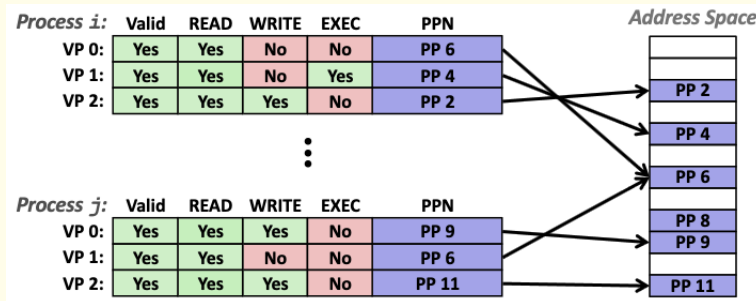 Process i: Valid READ WRITE EXEC PPN
VP 0: Yes Yes No No PP 6
VP 1: Yes Yes No Yes PP 4
VP 2: Yes Yes Yes No PP 2
Process j: Valid READ WRITE EXEC PPN
VP 0: Yes Yes Yes No PP 9
VP 1: Yes No No No PP 6
VP 2: Yes Yes Yes No PP 11
Address Space
PP 2
PP 4
PP 6
PP 8
PP 9
PP 11